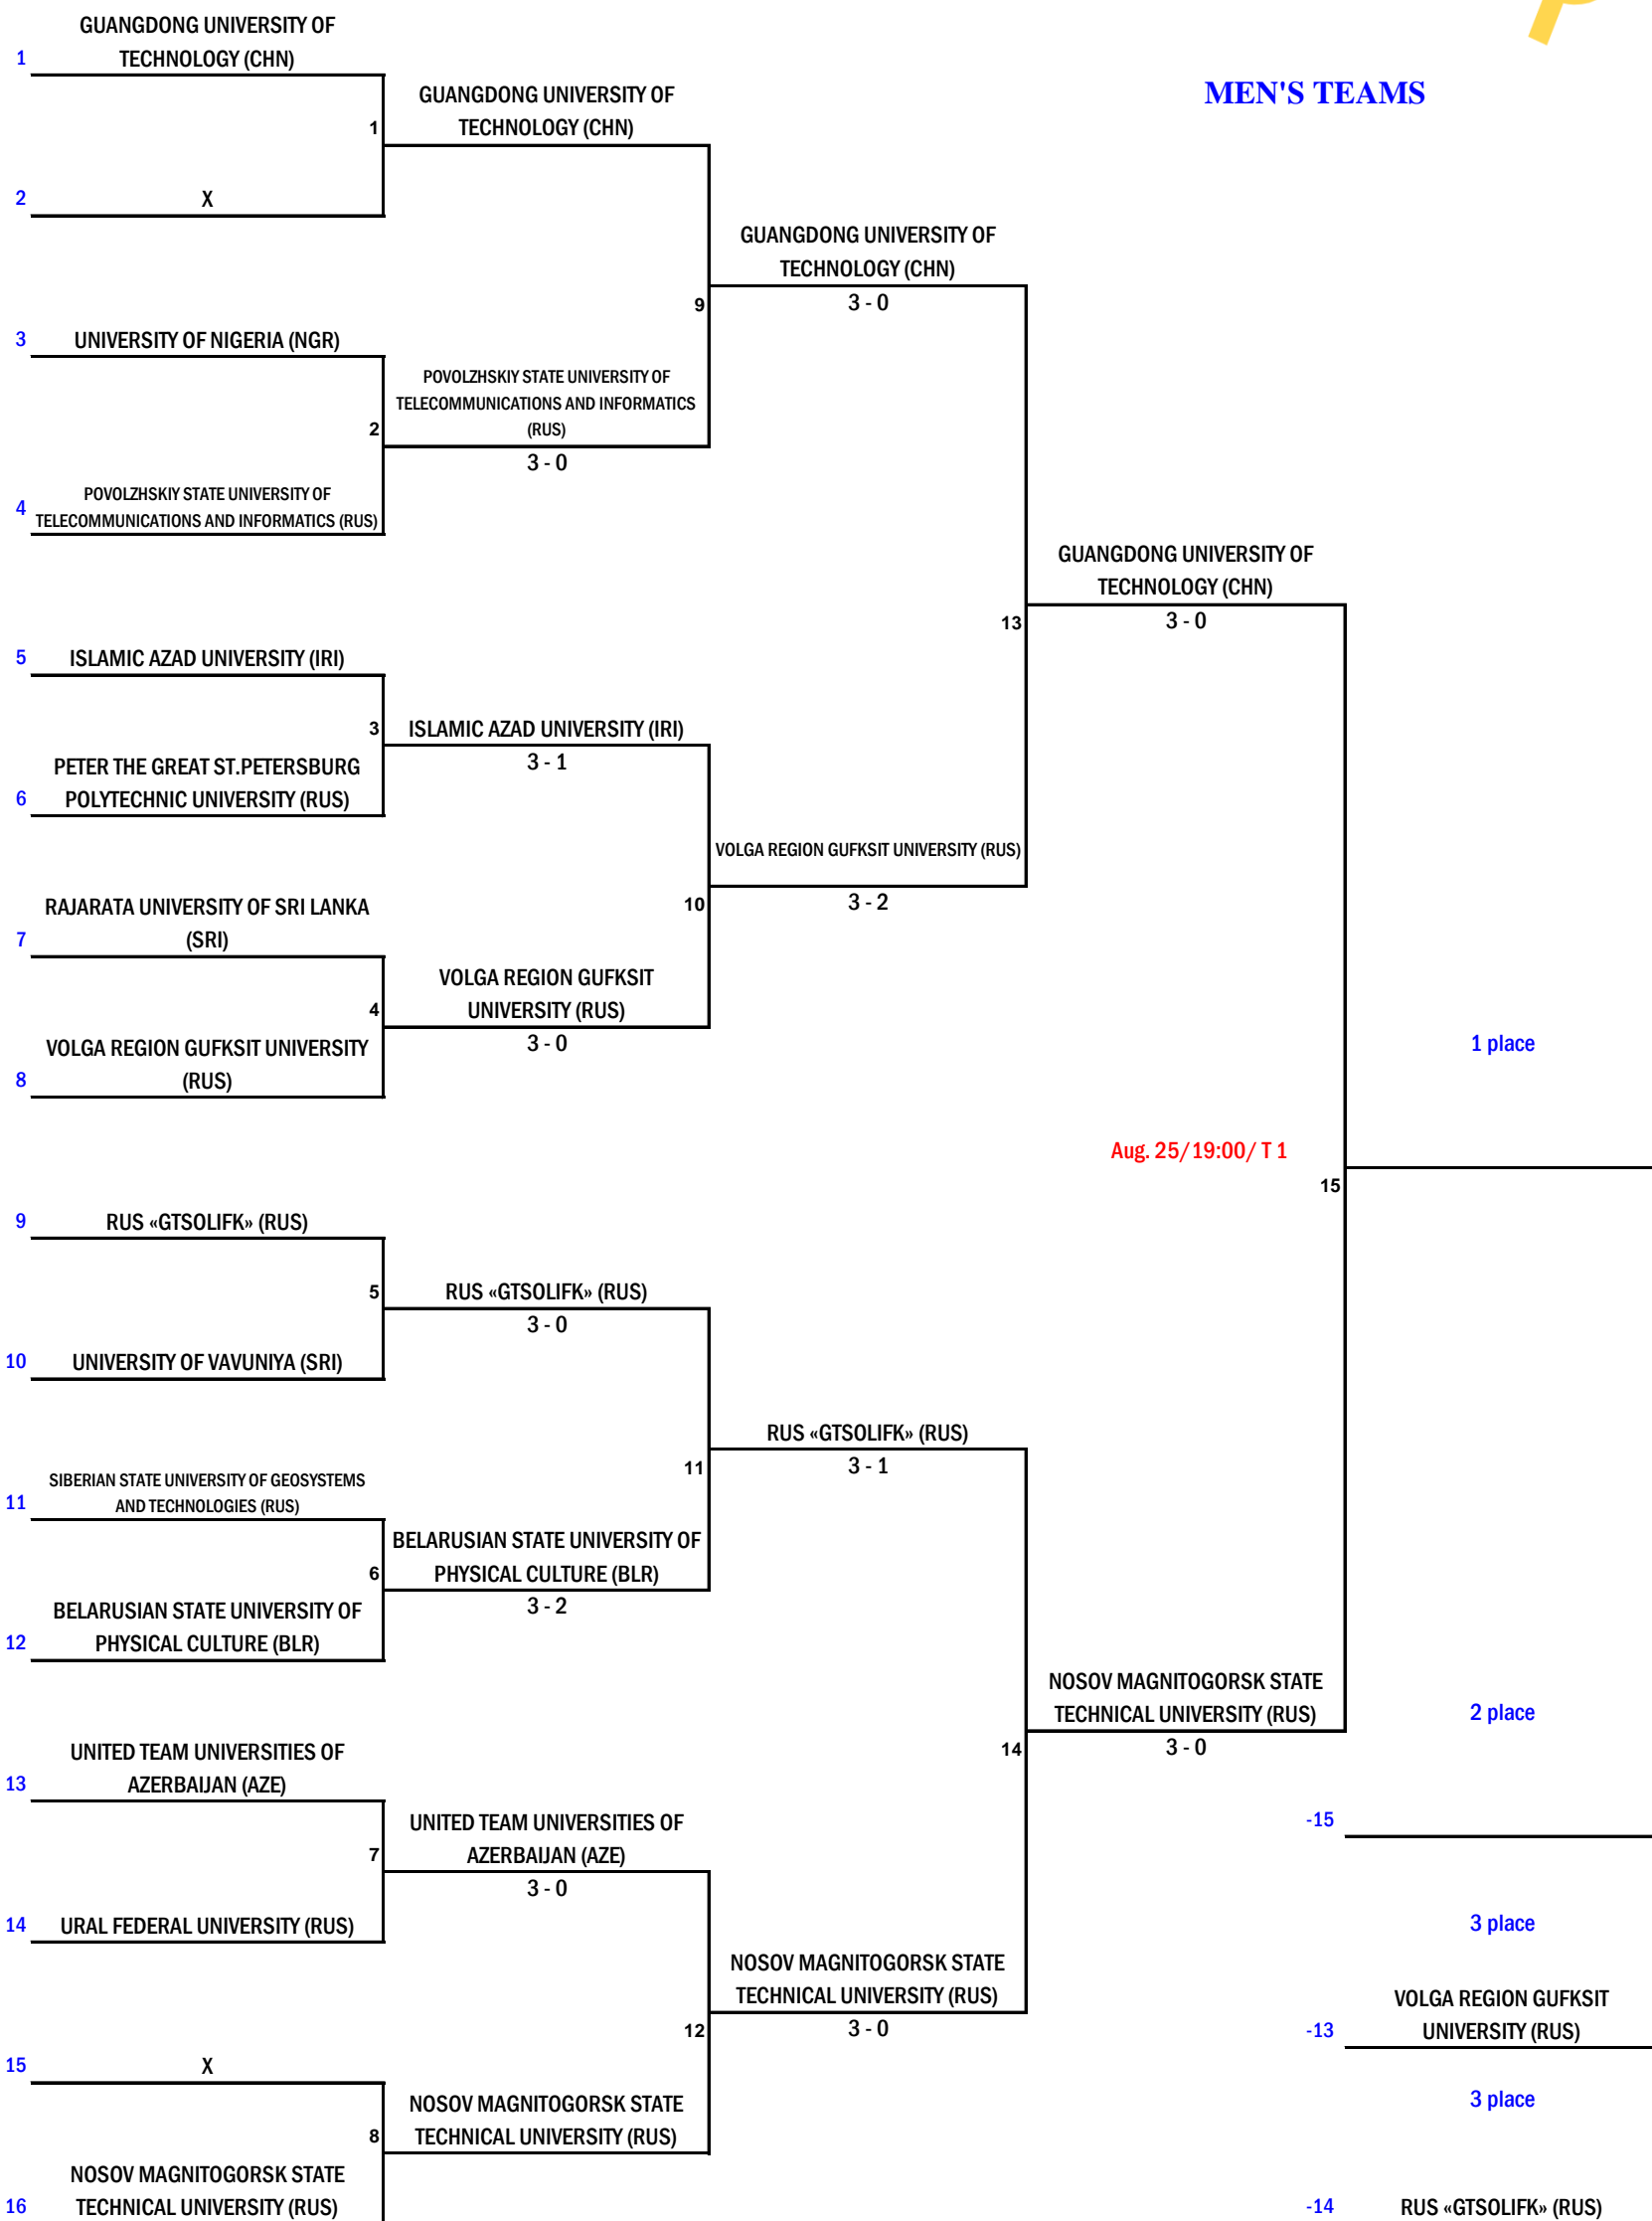 MEN'S TEAMS
GUANGDONG UNIVERSITY OF
1 TECHNOLOGY (CHN)
GUANGDONG UNIVERSITY OF
1 TECHNOLOGY (CHN)
2 X
GUANGDONG UNIVERSITY OF
TECHNOLOGY (CHN)
9 3 - 0
3 UNIVERSITY OF NIGERIA (NGR)
POVOLZHSKIY STATE UNIVERSITY OF
TELECOMMUNICATIONS AND INFORMATICS
2 (RUS)
3 - 0
POVOLZHSKIY STATE UNIVERSITY OF
4 TELECOMMUNICATIONS AND INFORMATICS (RUS)
GUANGDONG UNIVERSITY OF
TECHNOLOGY (CHN)
13 3 - 0
5 ISLAMIC AZAD UNIVERSITY (IRI)
3 ISLAMIC AZAD UNIVERSITY (IRI)
3 - 1
PETER THE GREAT ST.PETERSBURG
6 POLYTECHNIC UNIVERSITY (RUS)
VOLGA REGION GUFKSIT UNIVERSITY (RUS)
10 3 - 2
RAJARATA UNIVERSITY OF SRI LANKA
7 (SRI)
VOLGA REGION GUFKSIT
4 UNIVERSITY (RUS)
3 - 0
VOLGA REGION GUFKSIT UNIVERSITY
8 (RUS)
1 place
Aug. 25/19:00/ T 1
15
9 RUS «GTSOLIFK» (RUS)
5 RUS «GTSOLIFK» (RUS)
3 - 0
10 UNIVERSITY OF VAVUNIYA (SRI)
RUS «GTSOLIFK» (RUS)
11 3 - 1
SIBERIAN STATE UNIVERSITY OF GEOSYSTEMS
11 AND TECHNOLOGIES (RUS)
BELARUSIAN STATE UNIVERSITY OF
6 PHYSICAL CULTURE (BLR)
3 - 2
BELARUSIAN STATE UNIVERSITY OF
12 PHYSICAL CULTURE (BLR)
NOSOV MAGNITOGORSK STATE
TECHNICAL UNIVERSITY (RUS)
14 3 - 0
2 place
UNITED TEAM UNIVERSITIES OF
13 AZERBAIJAN (AZE)
-15
UNITED TEAM UNIVERSITIES OF
7 AZERBAIJAN (AZE)
3 - 0
14 URAL FEDERAL UNIVERSITY (RUS)
3 place
NOSOV MAGNITOGORSK STATE
TECHNICAL UNIVERSITY (RUS)
12 3 - 0
VOLGA REGION GUFKSIT
-13 UNIVERSITY (RUS)
15 X
3 place
NOSOV MAGNITOGORSK STATE
8 TECHNICAL UNIVERSITY (RUS)
NOSOV MAGNITOGORSK STATE
16 TECHNICAL UNIVERSITY (RUS)
-14 RUS «GTSOLIFK» (RUS)